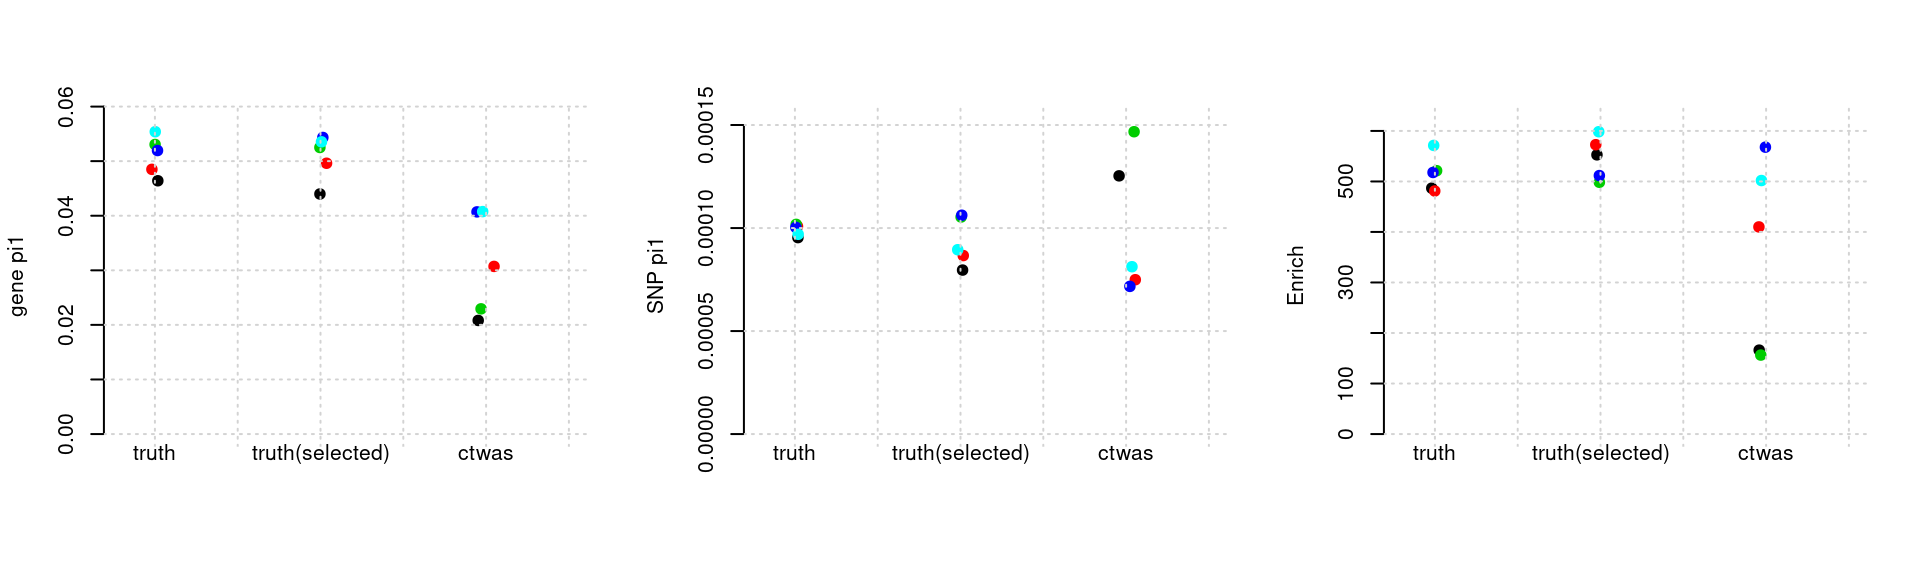 gene pi1
0.00
0.02
0.04
0.06
truth
truth(selected)
ctwas
SNP pi1
0.00000
0.00005
0.00010
0.00015
truth
truth(selected)
ctwas
Enrich
0
100
300
500
truth
truth(selected)
ctwas